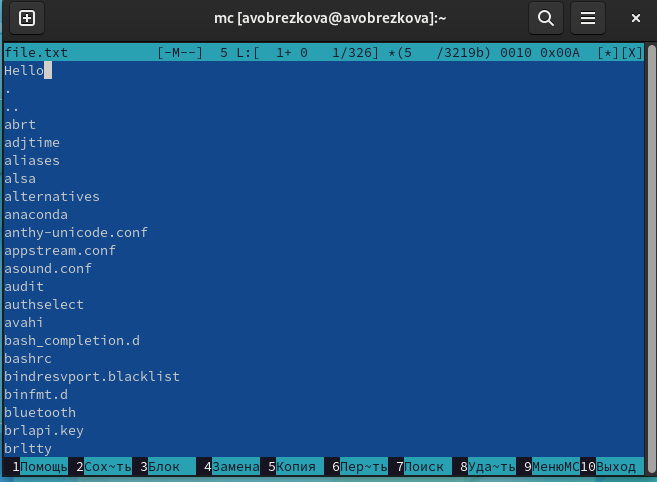 mc [avobrezkova@avobrezkova]:~
file.txt [-M--] 5 L:[ 1+ 0 1/326] *(5 /3219b) 0010 0x00A [*][X]
Hello
.
..
abrt
adjtime
aliases
alsa
alternatives
anaconda
anthy-unicode.conf
appstream.conf
asound.conf
audit
authselect
avahi
bash_completion.d
bashrc
bindresvport.blacklist
binfmt.d
bluetooth
brlapi.key
brltty
1Помощь 2Сох~ть 3Блок 4Замена 5Копия 6Пер~ть 7Поиск 8Уда~ть 9МенюMC 10Выход